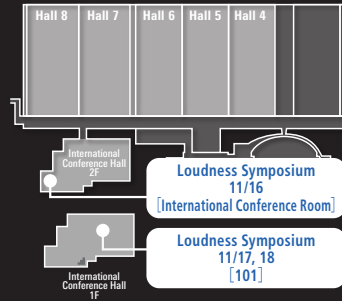 Hall 8
Hall 7
Hall 6
Hall 5
Hall 4
International
Conference Hall
2F
Loudness Symposium
11/16
[International Conference Room]
Loudness Symposium
11/17, 18
[101]
International
Conference Hall
1F